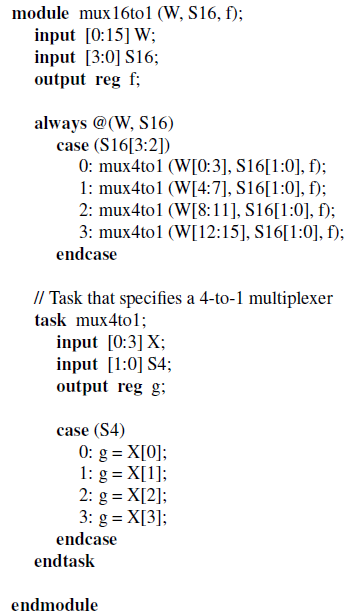 module mux16to1 (W, S16, f);
input [0:15] W;
input [3:0] S16;
output reg f;
always @(W, S16)
case (S16[3:2])
0: mux4to1 (W[0:3], S16[1:0], f);
1: mux4to1 (W[4:7], S16[1:0], f);
2: mux4to1 (W[8:11], S16[1:0], f);
3: mux4to1 (W[12:15], S16[1:0], f);
endcase
// Task that specifies a 4-to-1 multiplexer
task mux4to1;
input [0:3] X;
input [1:0] S4;
output reg g;
case (S4)
0: g = X[0];
1: g = X[1];
2: g = X[2];
3: g = X[3];
endcase
endtask
endmodule